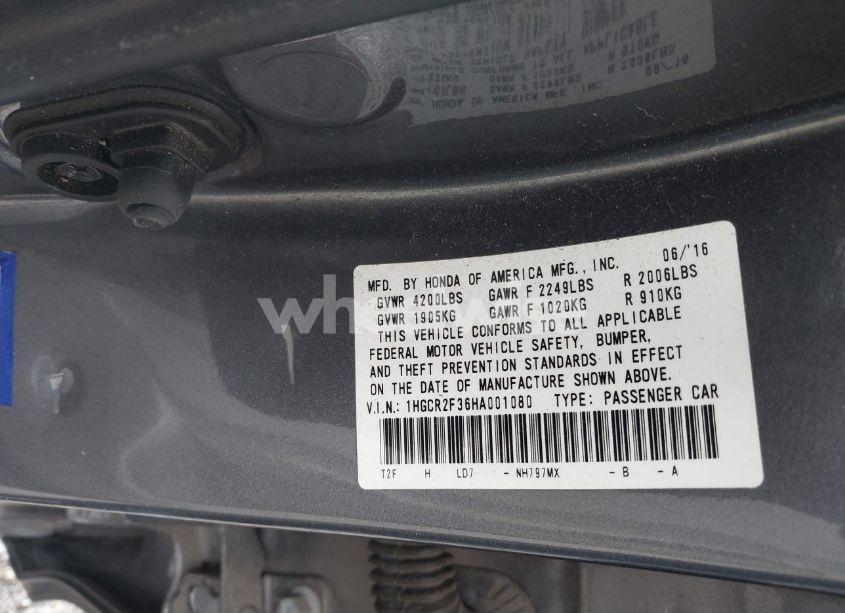 MFD. BY HONDA OF AMERICA MFG., INC. 06/'16
GVWR 4200LBS GAWR F 2249LBS R 2006LBS
GVWR 1905KG GAWR F 1020KG R 910KG
THIS VEHICLE CONFORMS TO ALL APPLICABLE
FEDERAL MOTOR VEHICLE SAFETY, BUMPER,
AND THEFT PREVENTION STANDARDS IN EFFECT
ON THE DATE OF MANUFACTURE SHOWN ABOVE.
V.I.N.: 1HGCR2F36HA001080 TYPE: PASSENGER CAR
T2F H LD7 - NH797MX - B - A